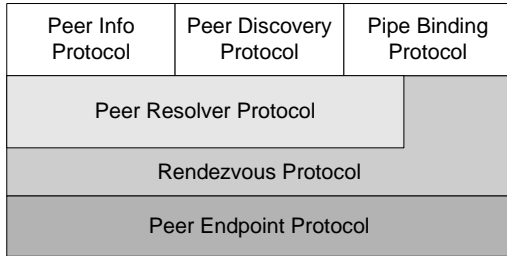 Peer Info
Protocol
Peer Discovery
Protocol
Pipe Binding
Protocol
Peer Resolver Protocol
Rendezvous Protocol
Peer Endpoint Protocol